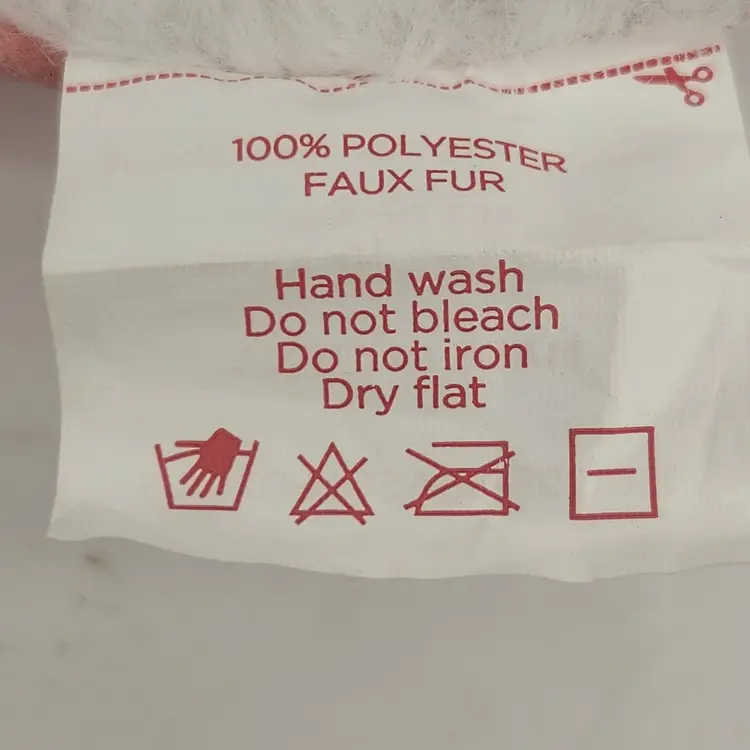 100% POLYESTER
FAUX FUR
Hand wash
Do not bleach
Do not iron
Dry flat